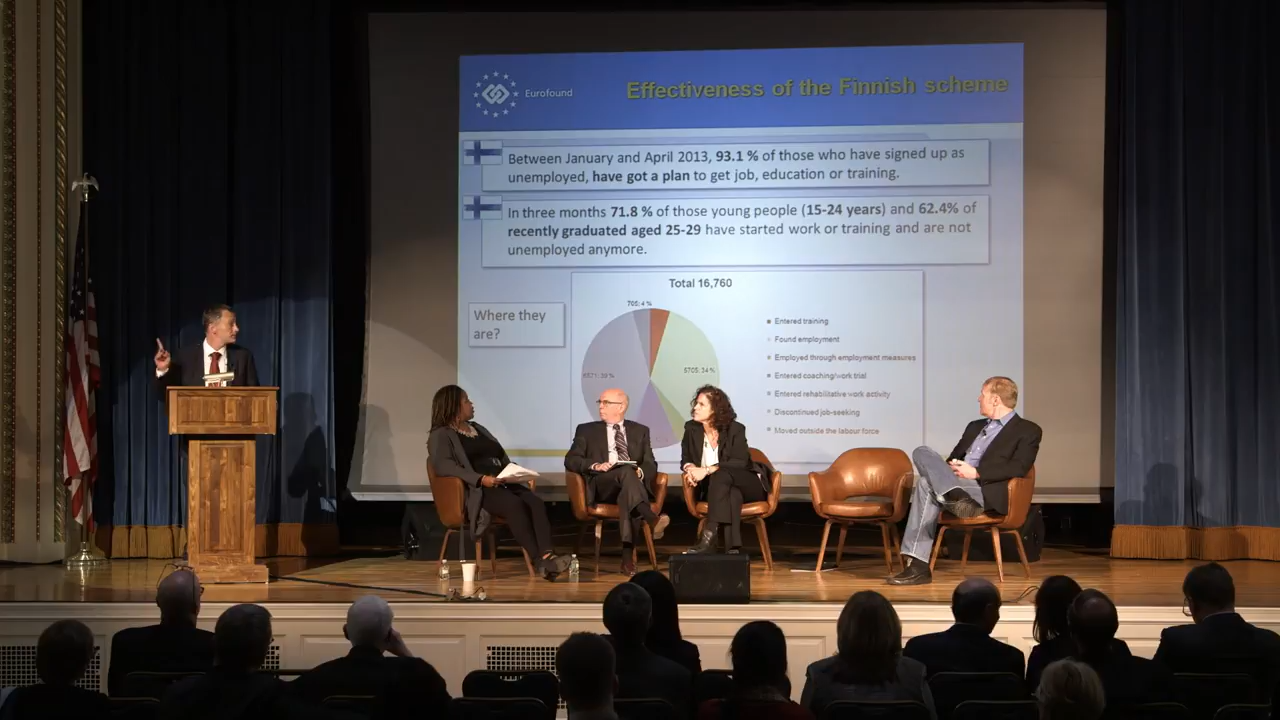 Eurofound
Effectiveness of the Finnish scheme
Between January and April 2013, 93.1 % of those who have signed up as
unemployed, have got a plan to get job, education or training.
In three months 71.8 % of those young people (15-24 years) and 62.4% of
recently graduated aged 25-29 have started work or training and are not
unemployed anymore.
Total 16,760
705; 4 %
Where they
are?
5705; 34 %
Entered training
Found employment
Employed through employment measures
Entered coaching/work trial
Entered rehabilitative work activity
Discontinued job-seeking
Moved outside the labour force